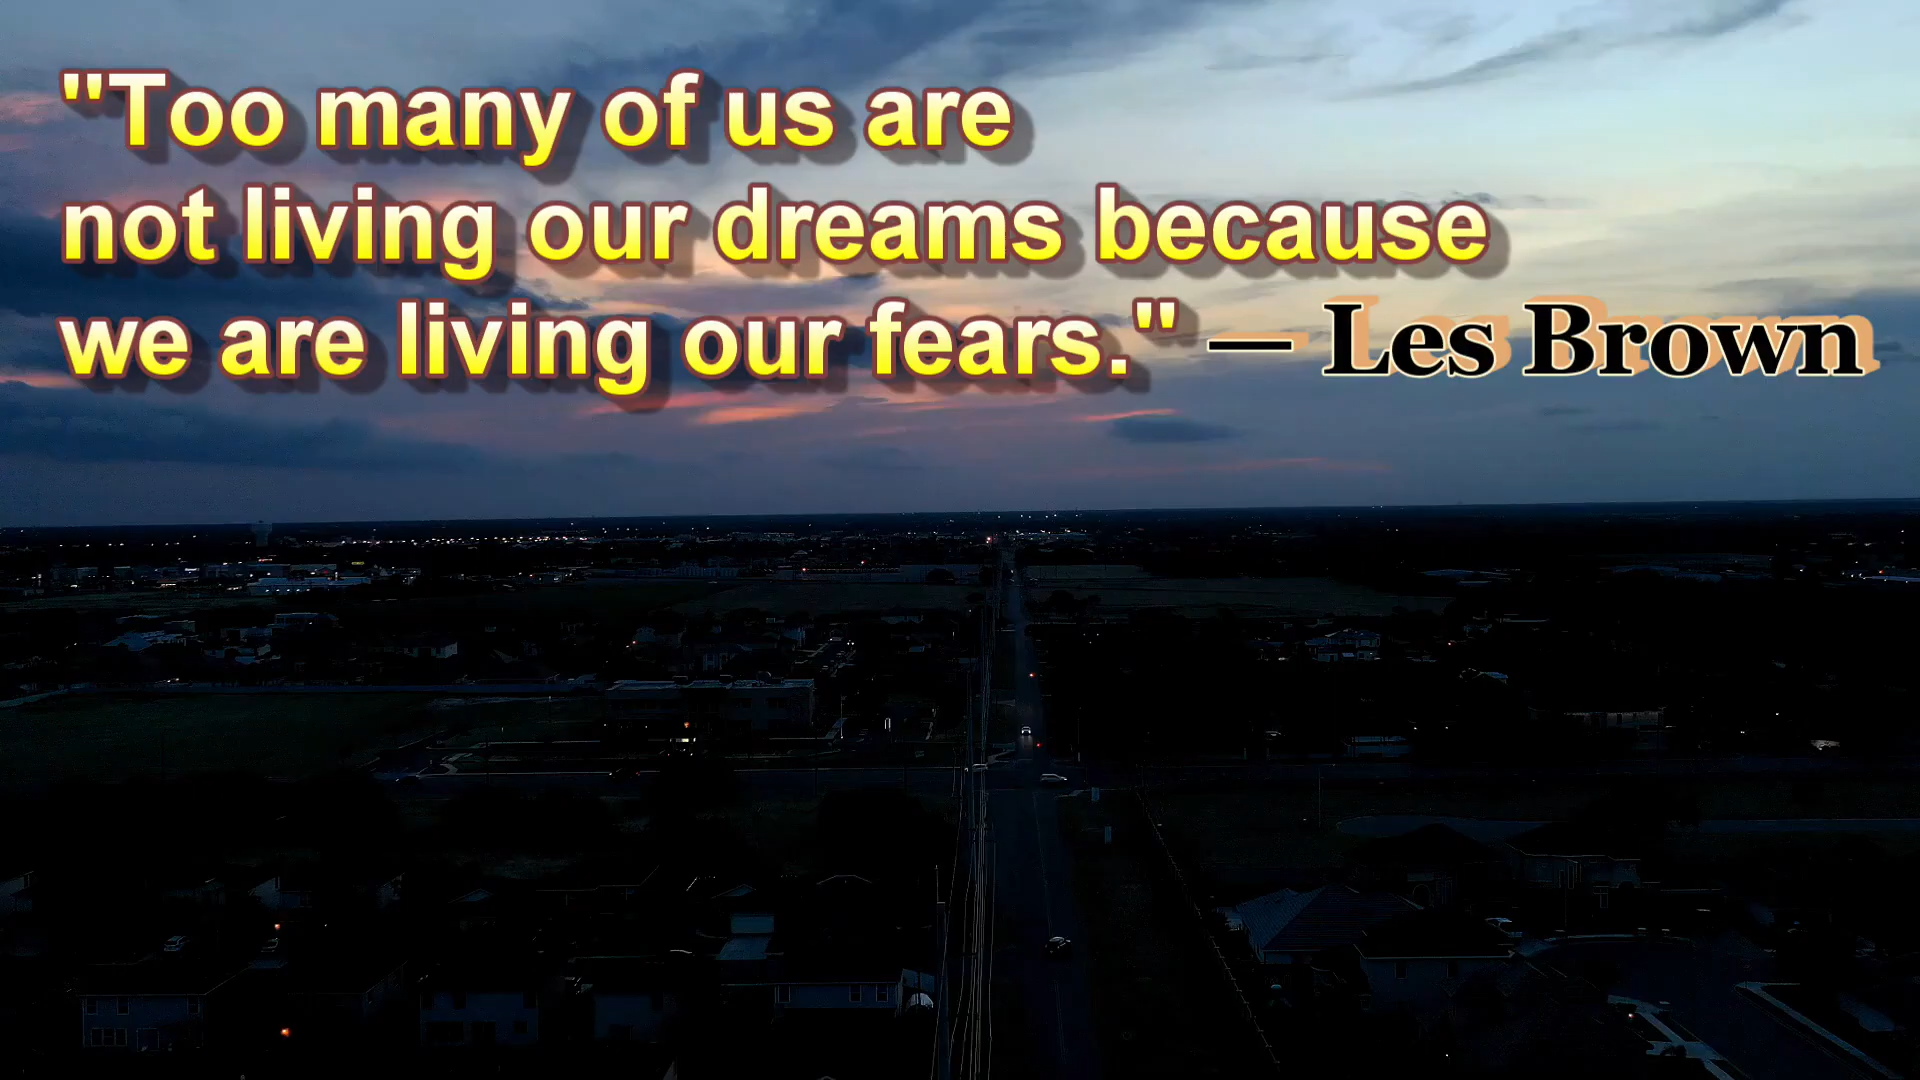 "Too many of us are
not living our dreams because
we are living our fears." — Les Brown